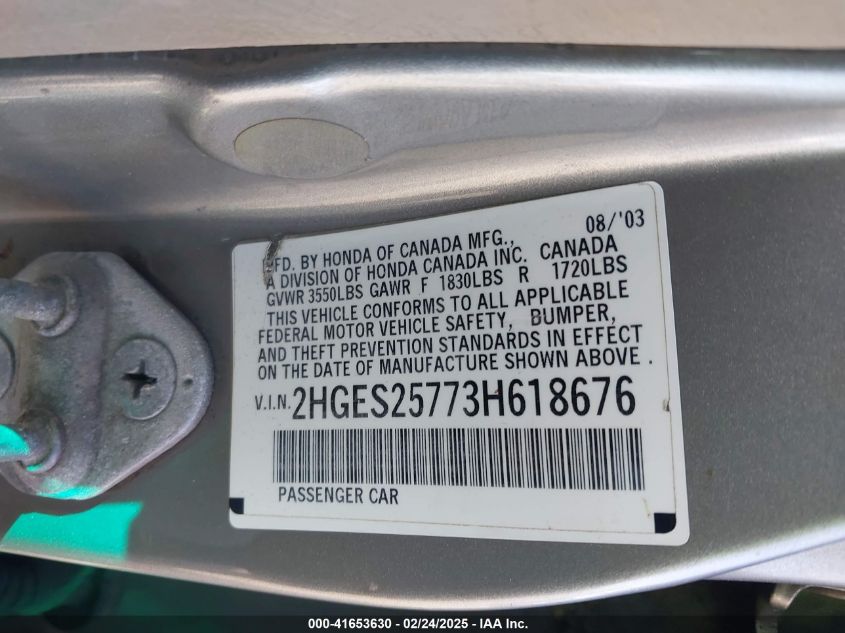 08/'03
MFD. BY HONDA OF CANADA MFG.,
A DIVISION OF HONDA CANADA INC. CANADA
GVWR 3550LBS GAWR F 1830LBS R 1720LBS
THIS VEHICLE CONFORMS TO ALL APPLICABLE
FEDERAL MOTOR VEHICLE SAFETY, BUMPER,
AND THEFT PREVENTION STANDARDS IN EFFECT
ON THE DATE OF MANUFACTURE SHOWN ABOVE.
V.I.N. 2HGES25773H618676
PASSENGER CAR
000-41653630 - 02/24/2025 - IAA Inc.